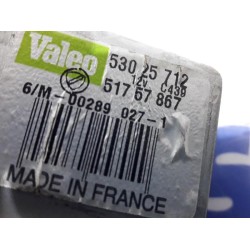 Valeo
530 25 712
12V C439
517 57 867
6/M-00289 027-1
MADE IN FRANCE